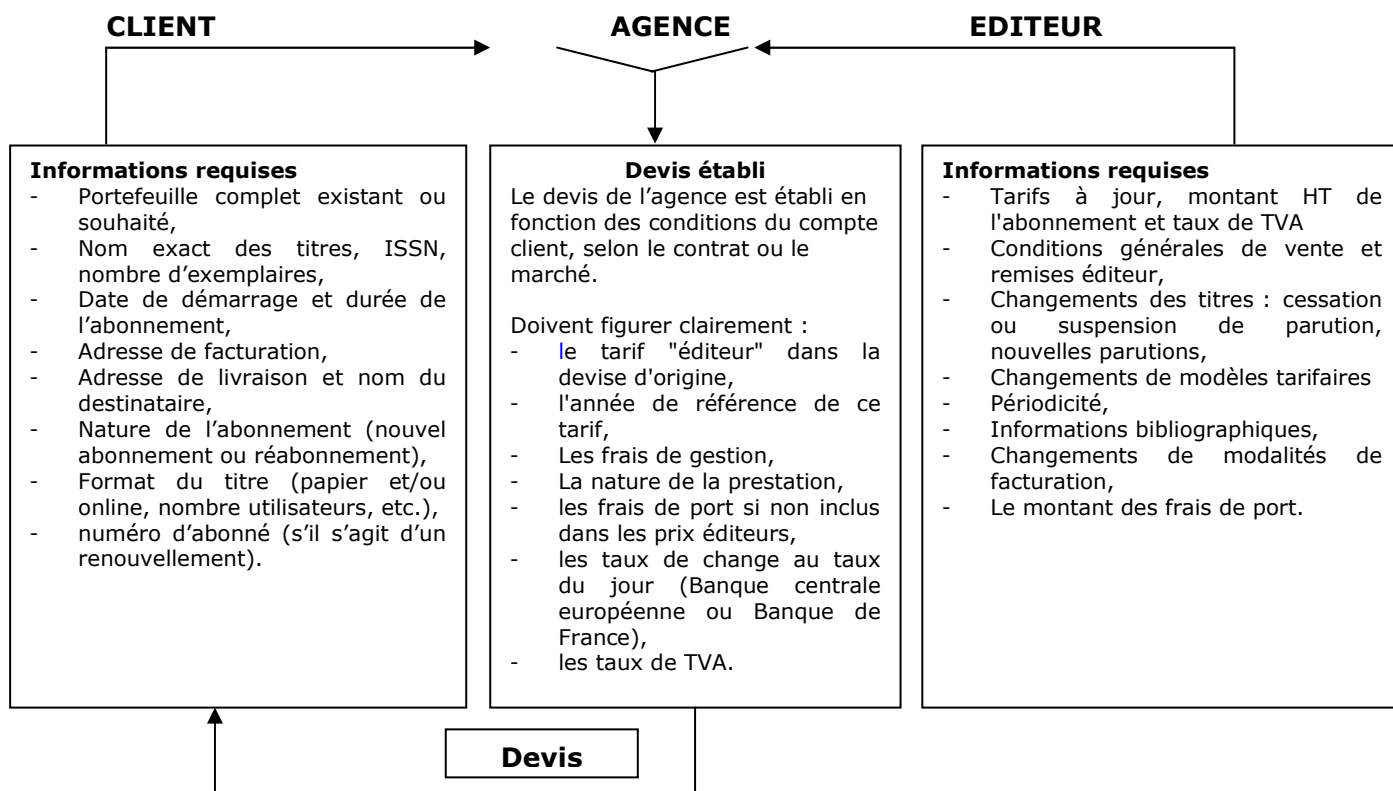 CLIENT
AGENCE
EDITEUR
Informations requises
- Portefeuille complet existant ou
souhaité,
- Nom exact des titres, ISSN,
nombre d’exemplaires,
- Date de démarrage et durée de
l’abonnement,
- Adresse de facturation,
- Adresse de livraison et nom du
destinataire,
- Nature de l’abonnement (nouvel
abonnement ou réabonnement),
- Format du titre (papier et/ou
online, nombre utilisateurs, etc.),
- numéro d’abonné (s’il s’agit d’un
renouvellement).
Devis établi
Le devis de l’agence est établi en
fonction des conditions du compte
client, selon le contrat ou le
marché.
Doivent figurer clairement :
- le tarif "éditeur" dans la
devise d'origine,
- l'année de référence de ce
tarif,
- Les frais de gestion,
- La nature de la prestation,
- les frais de port si non inclus
dans les prix éditeurs,
- les taux de change au taux
du jour (Banque centrale
européenne ou Banque de
France),
- les taux de TVA.
Informations requises
- Tarifs à jour, montant HT de
l'abonnement et taux de TVA
- Conditions générales de vente et
remises éditeur,
- Changements des titres : cessation
ou suspension de parution,
nouvelles parutions,
- Changements de modèles tarifaires
- Périodicité,
- Informations bibliographiques,
- Changements de modalités de
facturation,
- Le montant des frais de port.
Devis